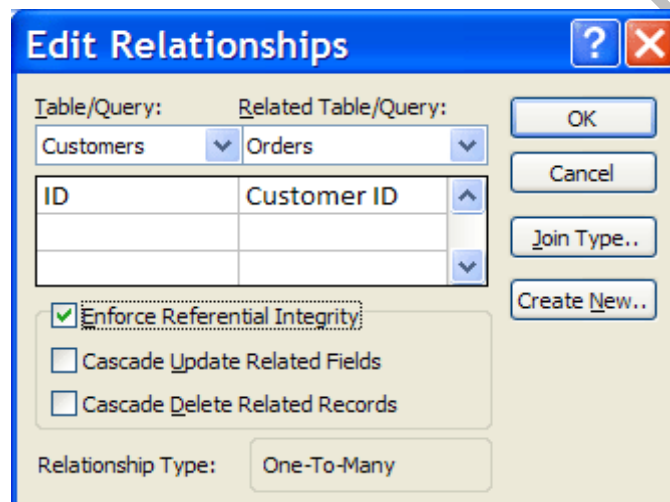 Edit Relationships
Table/Query: Related Table/Query:
Customers Orders
ID Customer ID
Enforce Referential Integrity
Cascade Update Related Fields
Cascade Delete Related Records
Relationship Type: One-To-Many
OK
Cancel
Join Type..
Create New..